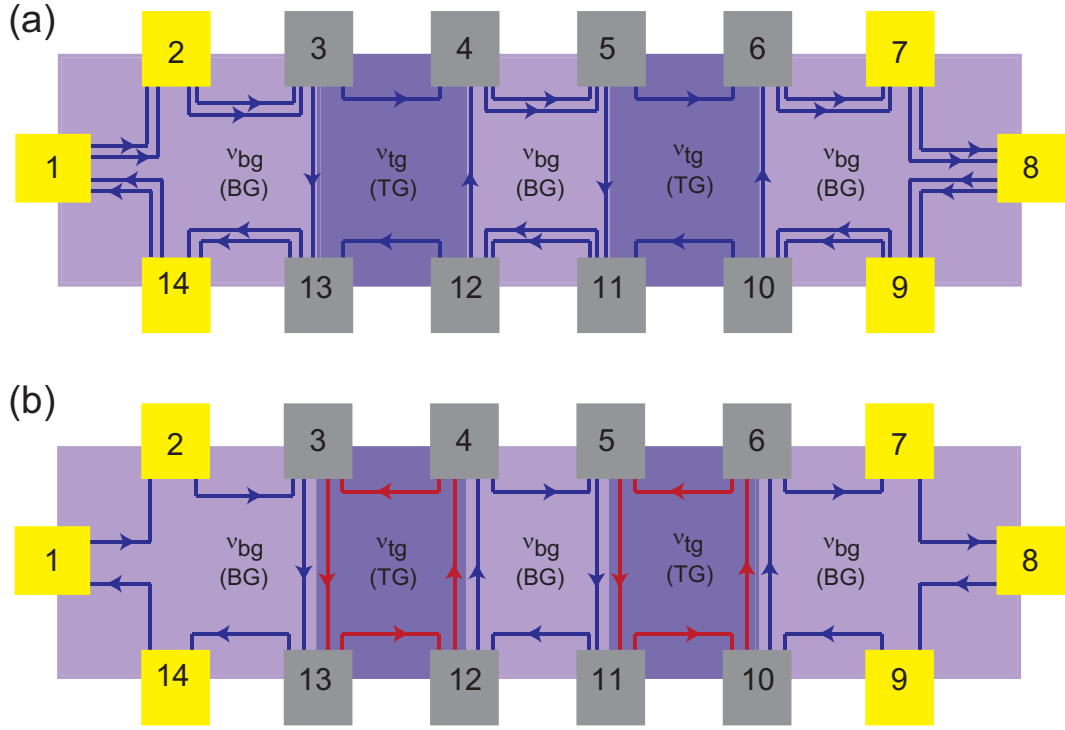 (a)
2 3 4 5 6 7
1 νbg νtg νbg νtg νbg 8
(BG) (TG) (BG) (TG) (BG)
14 13 12 11 10 9
(b)
2 3 4 5 6 7
1 νbg νtg νbg νtg νbg 8
(BG) (TG) (BG) (TG) (BG)
14 13 12 11 10 9